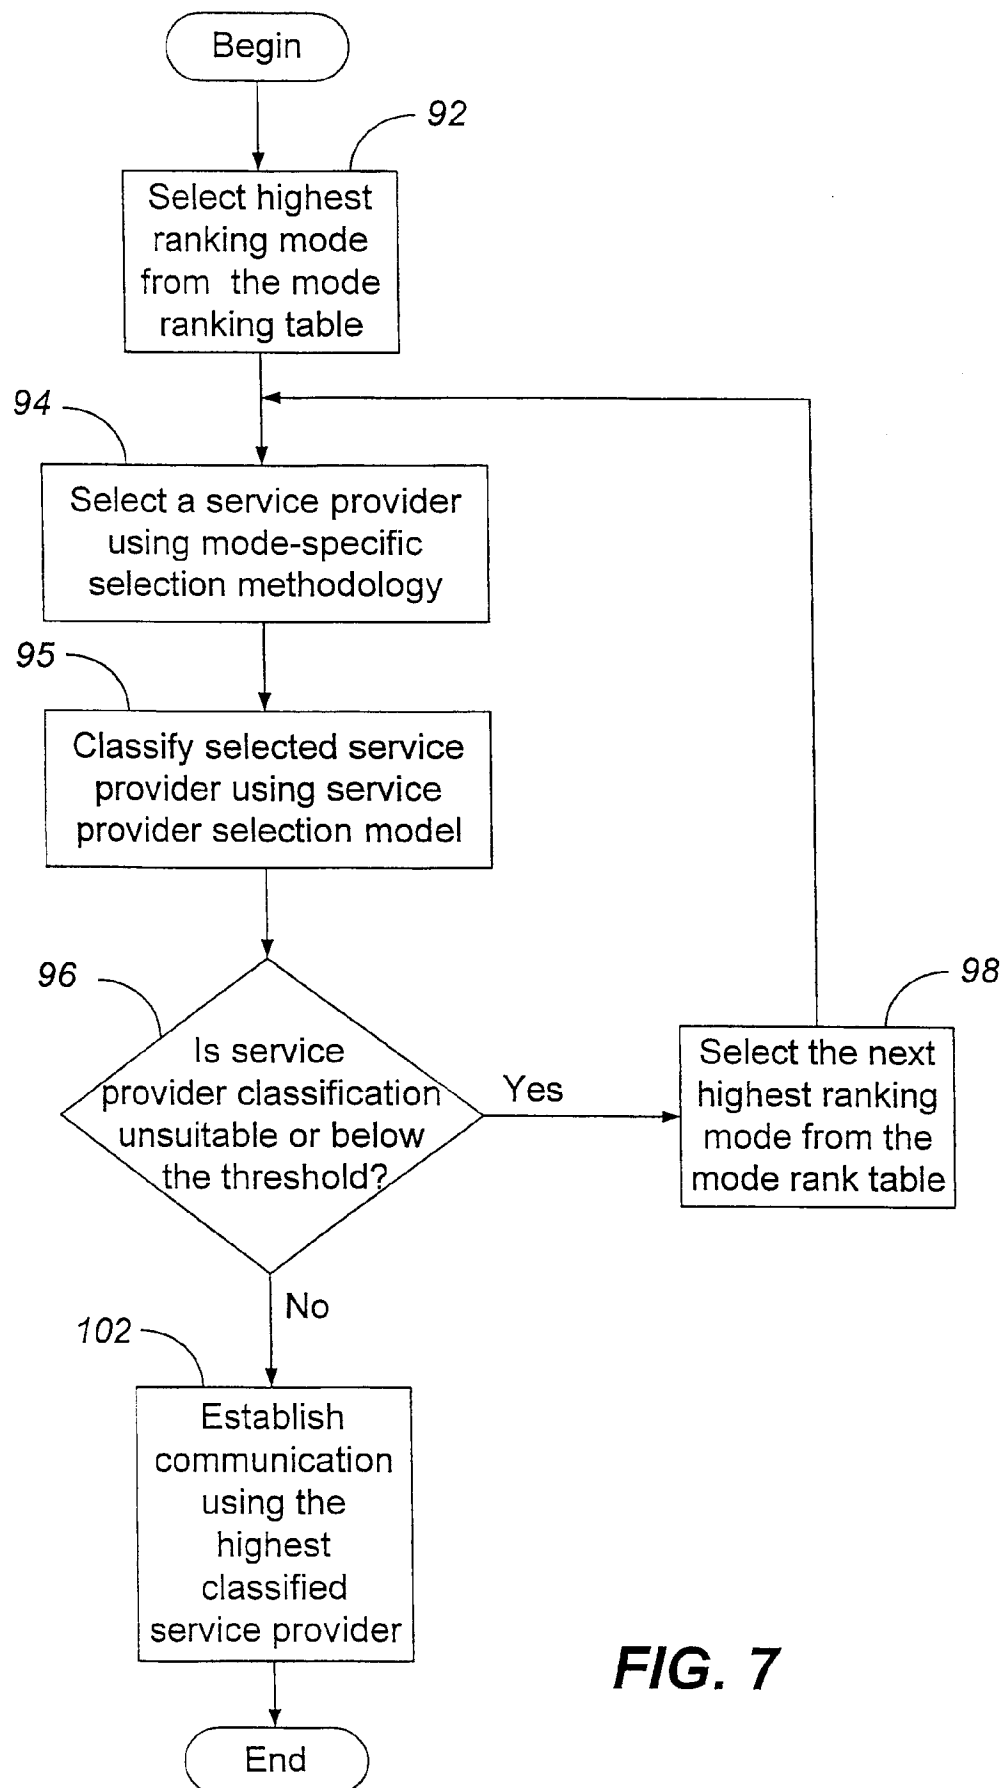 Begin
92
Select highest
ranking mode
from the mode
ranking table
94
Select a service provider
using mode-specific
selection methodology
95
Classify selected service
provider using service
provider selection model
96
Is service
provider classification
unsuitable or below
the threshold?
Yes
98
Select the next
highest ranking
mode from the
mode rank table
No
102
Establish
communication
using the
highest
classified
service provider
End
FIG. 7